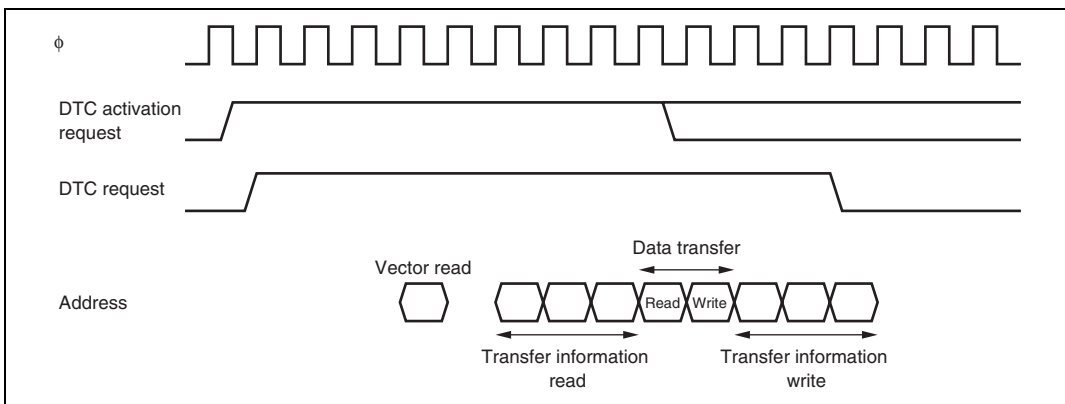 ϕ
DTC activation
request
DTC request
Data transfer
Vector read
Address
Read
Write
Transfer information
read
Transfer information
write